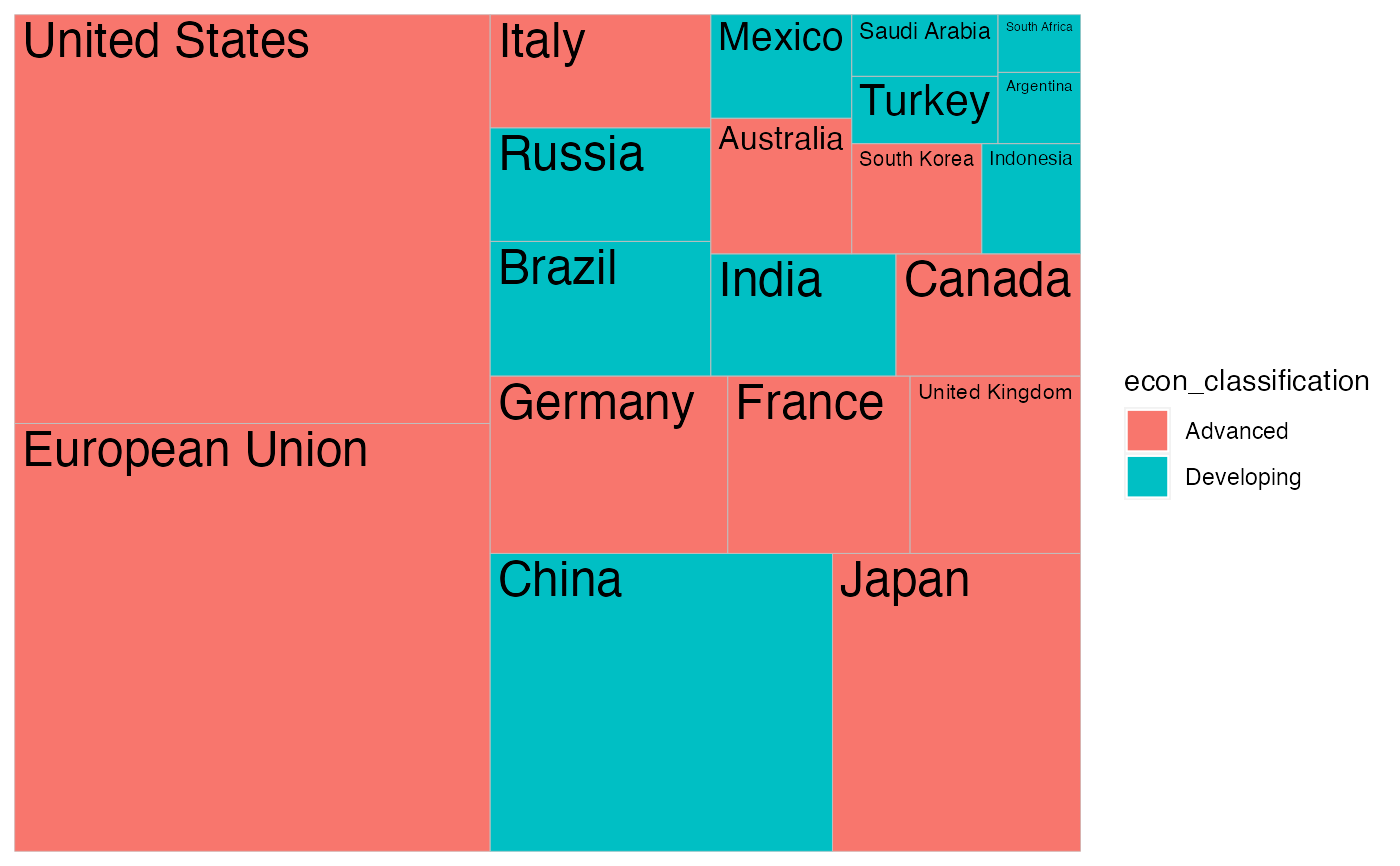 United States
Italy
Mexico
Saudi Arabia
South Africa
Turkey
Argentina
Russia
Australia
South Korea
Indonesia
Brazil
India
Canada
Germany
France
United Kingdom
European Union
China
Japan
econ_classification
Advanced
Developing